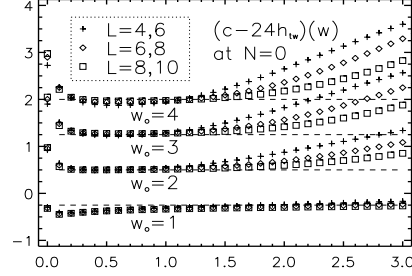 4
3
2
1
0
−1
L=4,6
L=6,8
L=8,10
(c−24h_tw)(w)
at N=0
w_o=4
w_o=3
w_o=2
w_o=1
0.0 0.5 1.0 1.5 2.0 2.5 3.0